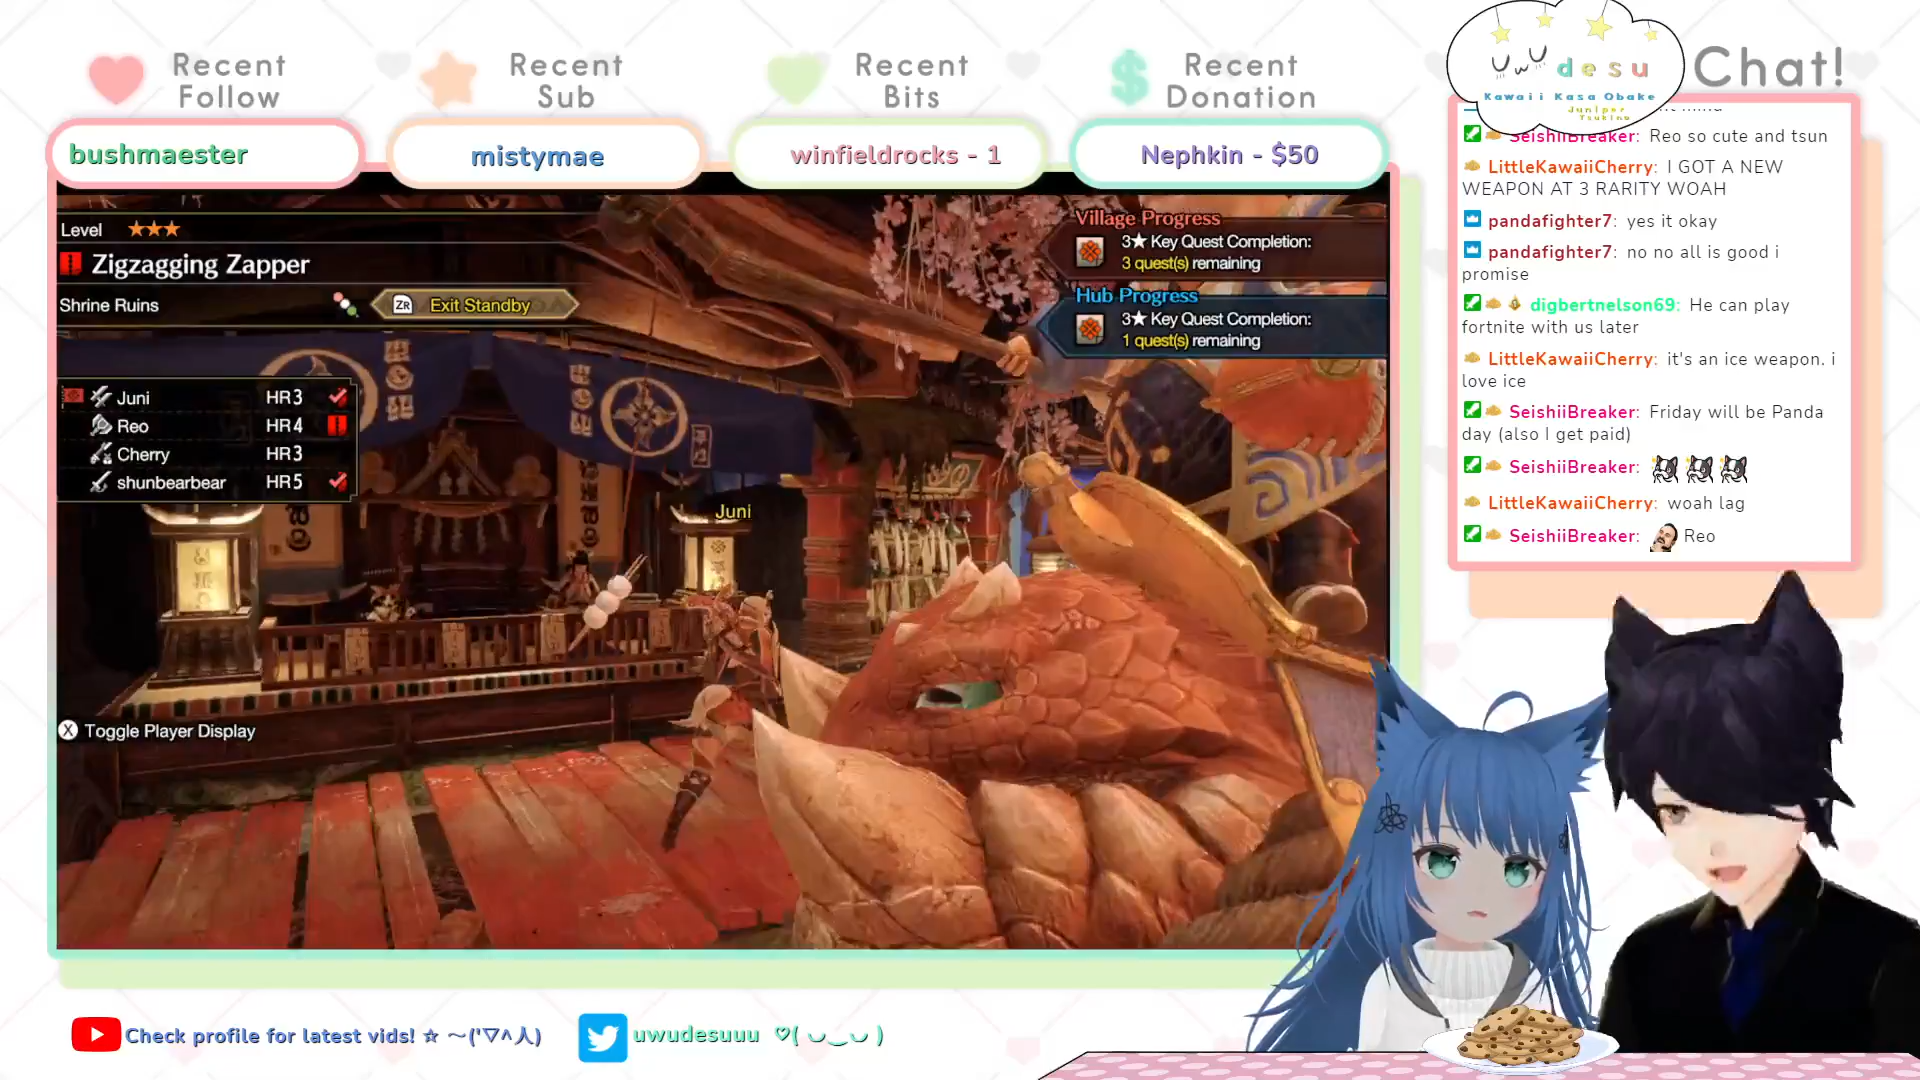 Recent Follow
Recent Sub
Recent Bits
Recent Donation
bushmaester
mistymae
winfieldrocks - 1
Nephkin - $50
UwU desu
Kawaii Kasa Obake
Juniper
Tsukino
Chat!
Level ★★★
Zigzagging Zapper
Shrine Ruins
ZR Exit Standby
Village Progress
3★ Key Quest Completion:
3 quest(s) remaining
Hub Progress
3★ Key Quest Completion:
1 quest(s) remaining
Juni HR3
Reo HR4
Cherry HR3
shunbearbear HR5
Juni
X Toggle Player Display
SeishiiBreaker: Reo so cute and tsun
LittleKawaiiCherry: I GOT A NEW
WEAPON AT 3 RARITY WOAH
pandafighter7: yes it okay
pandafighter7: no no all is good i
promise
digbertnelson69: He can play
fortnite with us later
LittleKawaiiCherry: it's an ice weapon. i
love ice
SeishiiBreaker: Friday will be Panda
day (also I get paid)
SeishiiBreaker:
LittleKawaiiCherry: woah lag
SeishiiBreaker: Reo
Check profile for latest vids! ☆ ～('▽^人)
uwudesuuu ♡( ◡‿◡ )